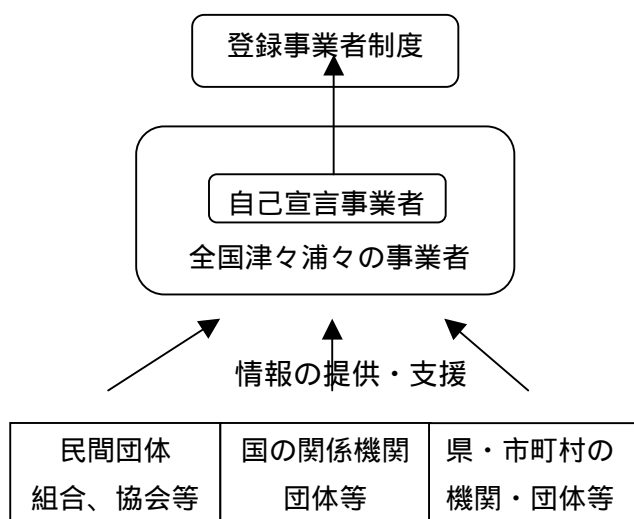 登録事業者制度
自己宣言事業者
全国津々浦々の事業者
情報の提供・支援
民間団体
組合、協会等
国の関係機関
団体等
県・市町村の
機関・団体等